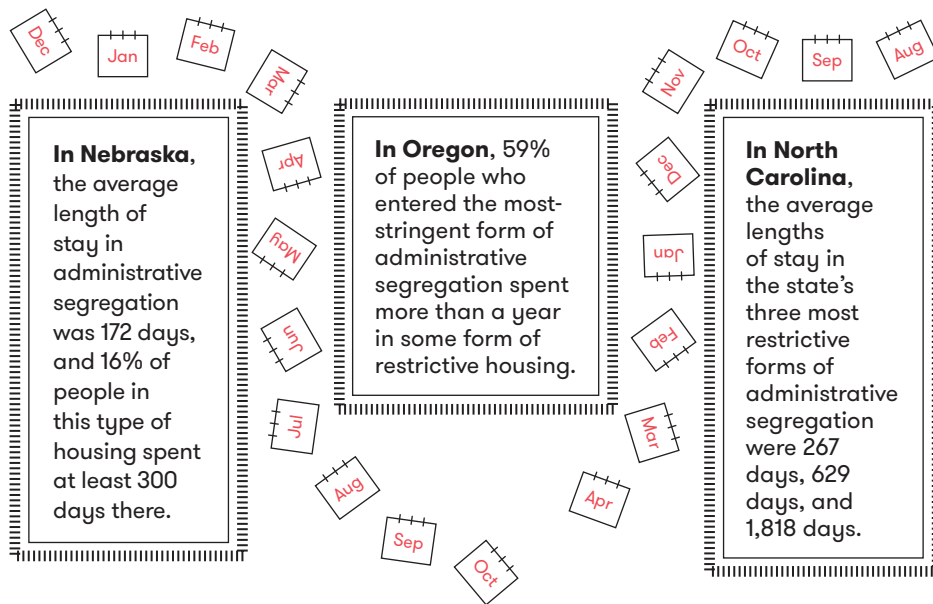 Dec
Jan
Feb
Mar
Apr
May
Jun
Jul
Aug
Sep
Oct
Nov
Dec
Jan
Feb
Mar
Apr
Oct
Sep
Aug
In Nebraska,
the average
length of
stay in
administrative
segregation
was 172 days,
and 16% of
people in
this type of
housing spent
at least 300
days there.
In Oregon, 59%
of people who
entered the most-
stringent form of
administrative
segregation spent
more than a year
in some form of
restrictive housing.
In North
Carolina,
the average
lengths
of stay in
the state’s
three most
restrictive
forms of
administrative
segregation
were 267
days, 629
days, and
1,818 days.